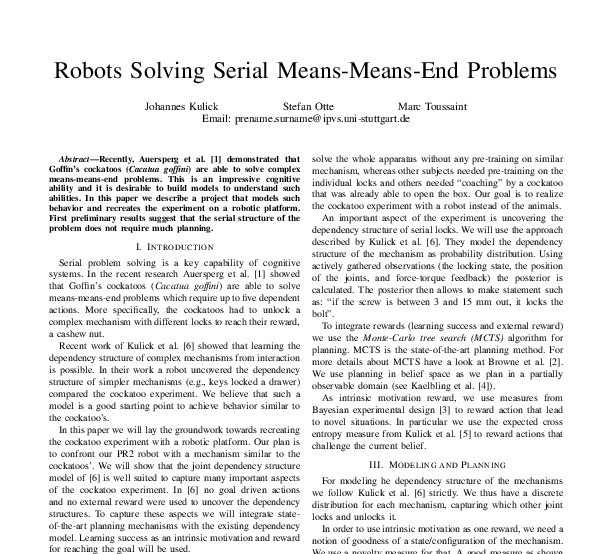 Robots Solving Serial Means-Means-End Problems
Johannes Kulick Stefan Otte Marc Toussaint
Email: prename.surname@ipvs.uni-stuttgart.de
Abstract—Recently, Auersperg et al. [1] demonstrated that
Goffin's cockatoos (Cacatua goffini) are able to solve complex
means-means-end problems. This is an impressive cognitive
ability and it is desirable to build models to understand such
abilities. In this paper we describe a project that models such
behavior and recreates the experiment on a robotic platform.
First preliminary results suggest that the serial structure of the
problem does not require much planning.
I. Introduction
Serial problem solving is a key capability of cognitive
systems. In the recent research Auersperg et al. [1] showed
that Goffin's cockatoos (Cacatua goffini) are able to solve
means-means-end problems which require up to five dependent
actions. More specifically, the cockatoos had to unlock a
complex mechanism with different locks to reach their reward,
a cashew nut.
Recent work of Kulick et al. [6] showed that learning the
dependency structure of complex mechanisms from interaction
is possible. In their work a robot uncovered the dependency
structure of simpler mechanisms (e.g., keys locked a drawer)
compared the cockatoo experiment. We believe that such a
model is a good starting point to achieve behavior similar to
the cockatoo's.
In this paper we will lay the groundwork towards recreating
the cockatoo experiment with a robotic platform. Our plan is
to confront our PR2 robot with a mechanism similar to the
cockatoos'. We will show that the joint dependency structure
model of [6] is well suited to capture many important aspects
of the cockatoo experiment. In [6] no goal driven actions
and no external reward were used to uncover the dependency
structures. To capture these aspects we will integrate state-
of-the-art planning mechanisms with the existing dependency
model. Learning success as an intrinsic motivation and reward
for reaching the goal will be used.
solve the whole apparatus without any pre-training on similar
mechanism, whereas other subjects needed pre-training on the
individual locks and others needed "coaching" by a cockatoo
that was already able to open the box. Our goal is to realize
the cockatoo experiment with a robot instead of the animals.
An important aspect of the experiment is uncovering the
dependency structure of serial locks. We will use the approach
described by Kulick et al. [6]. They model the dependency
structure of the mechanism as probability distribution. Using
actively gathered observations (the locking state, the position
of the joints, and force-torque feedback) the posterior is
calculated. The posterior then allows to make statement such
as: "if the screw is between 3 and 15 mm out, it locks the
bolt".
To integrate rewards (learning success and external reward)
we use the Monte-Carlo tree search (MCTS) algorithm for
planning. MCTS is the state-of-the-art planning method. For
more details about MCTS have a look at Browne et al. [2].
We use planning in belief space as we plan in a partially
observable domain (see Kaelbling et al. [4]).
As intrinsic motivation reward, we use measures from
Bayesian experimental design [3] to reward action that lead
to novel situations. In particular we use the expected cross
entropy measure from Kulick et al. [5] to reward actions that
challenge the current belief.
III. Modeling and Planning
For modeling he dependency structure of the mechanisms
we follow Kulick et al. [6] strictly. We thus have a discrete
distribution for each mechanism, capturing which other joint
locks and unlocks it.
In order to use intrinsic motivation as one reward, we need a
notion of goodness of a state/configuration of the mechanism.
We use a novelty measure for that. A good measure as shown